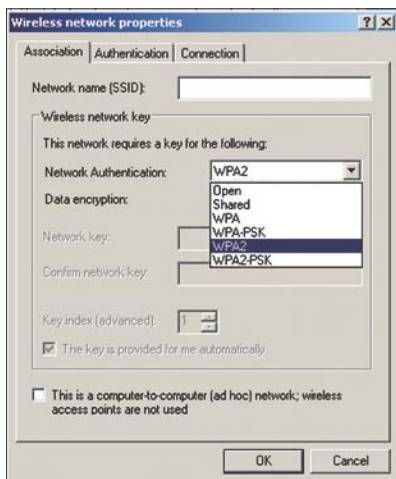 Wireless network properties
Association Authentication Connection
Network name (SSID):
Wireless network key
This network requires a key for the following:
Network Authentication: WPA2
Data encryption:
Open
Shared
WPA
WPA-PSK
WPA2
WPA2-PSK
Network key:
Confirm network key:
Key index (advanced): 1
The key is provided for me automatically
This is a computer-to-computer (ad hoc) network; wireless
access points are not used
OK Cancel